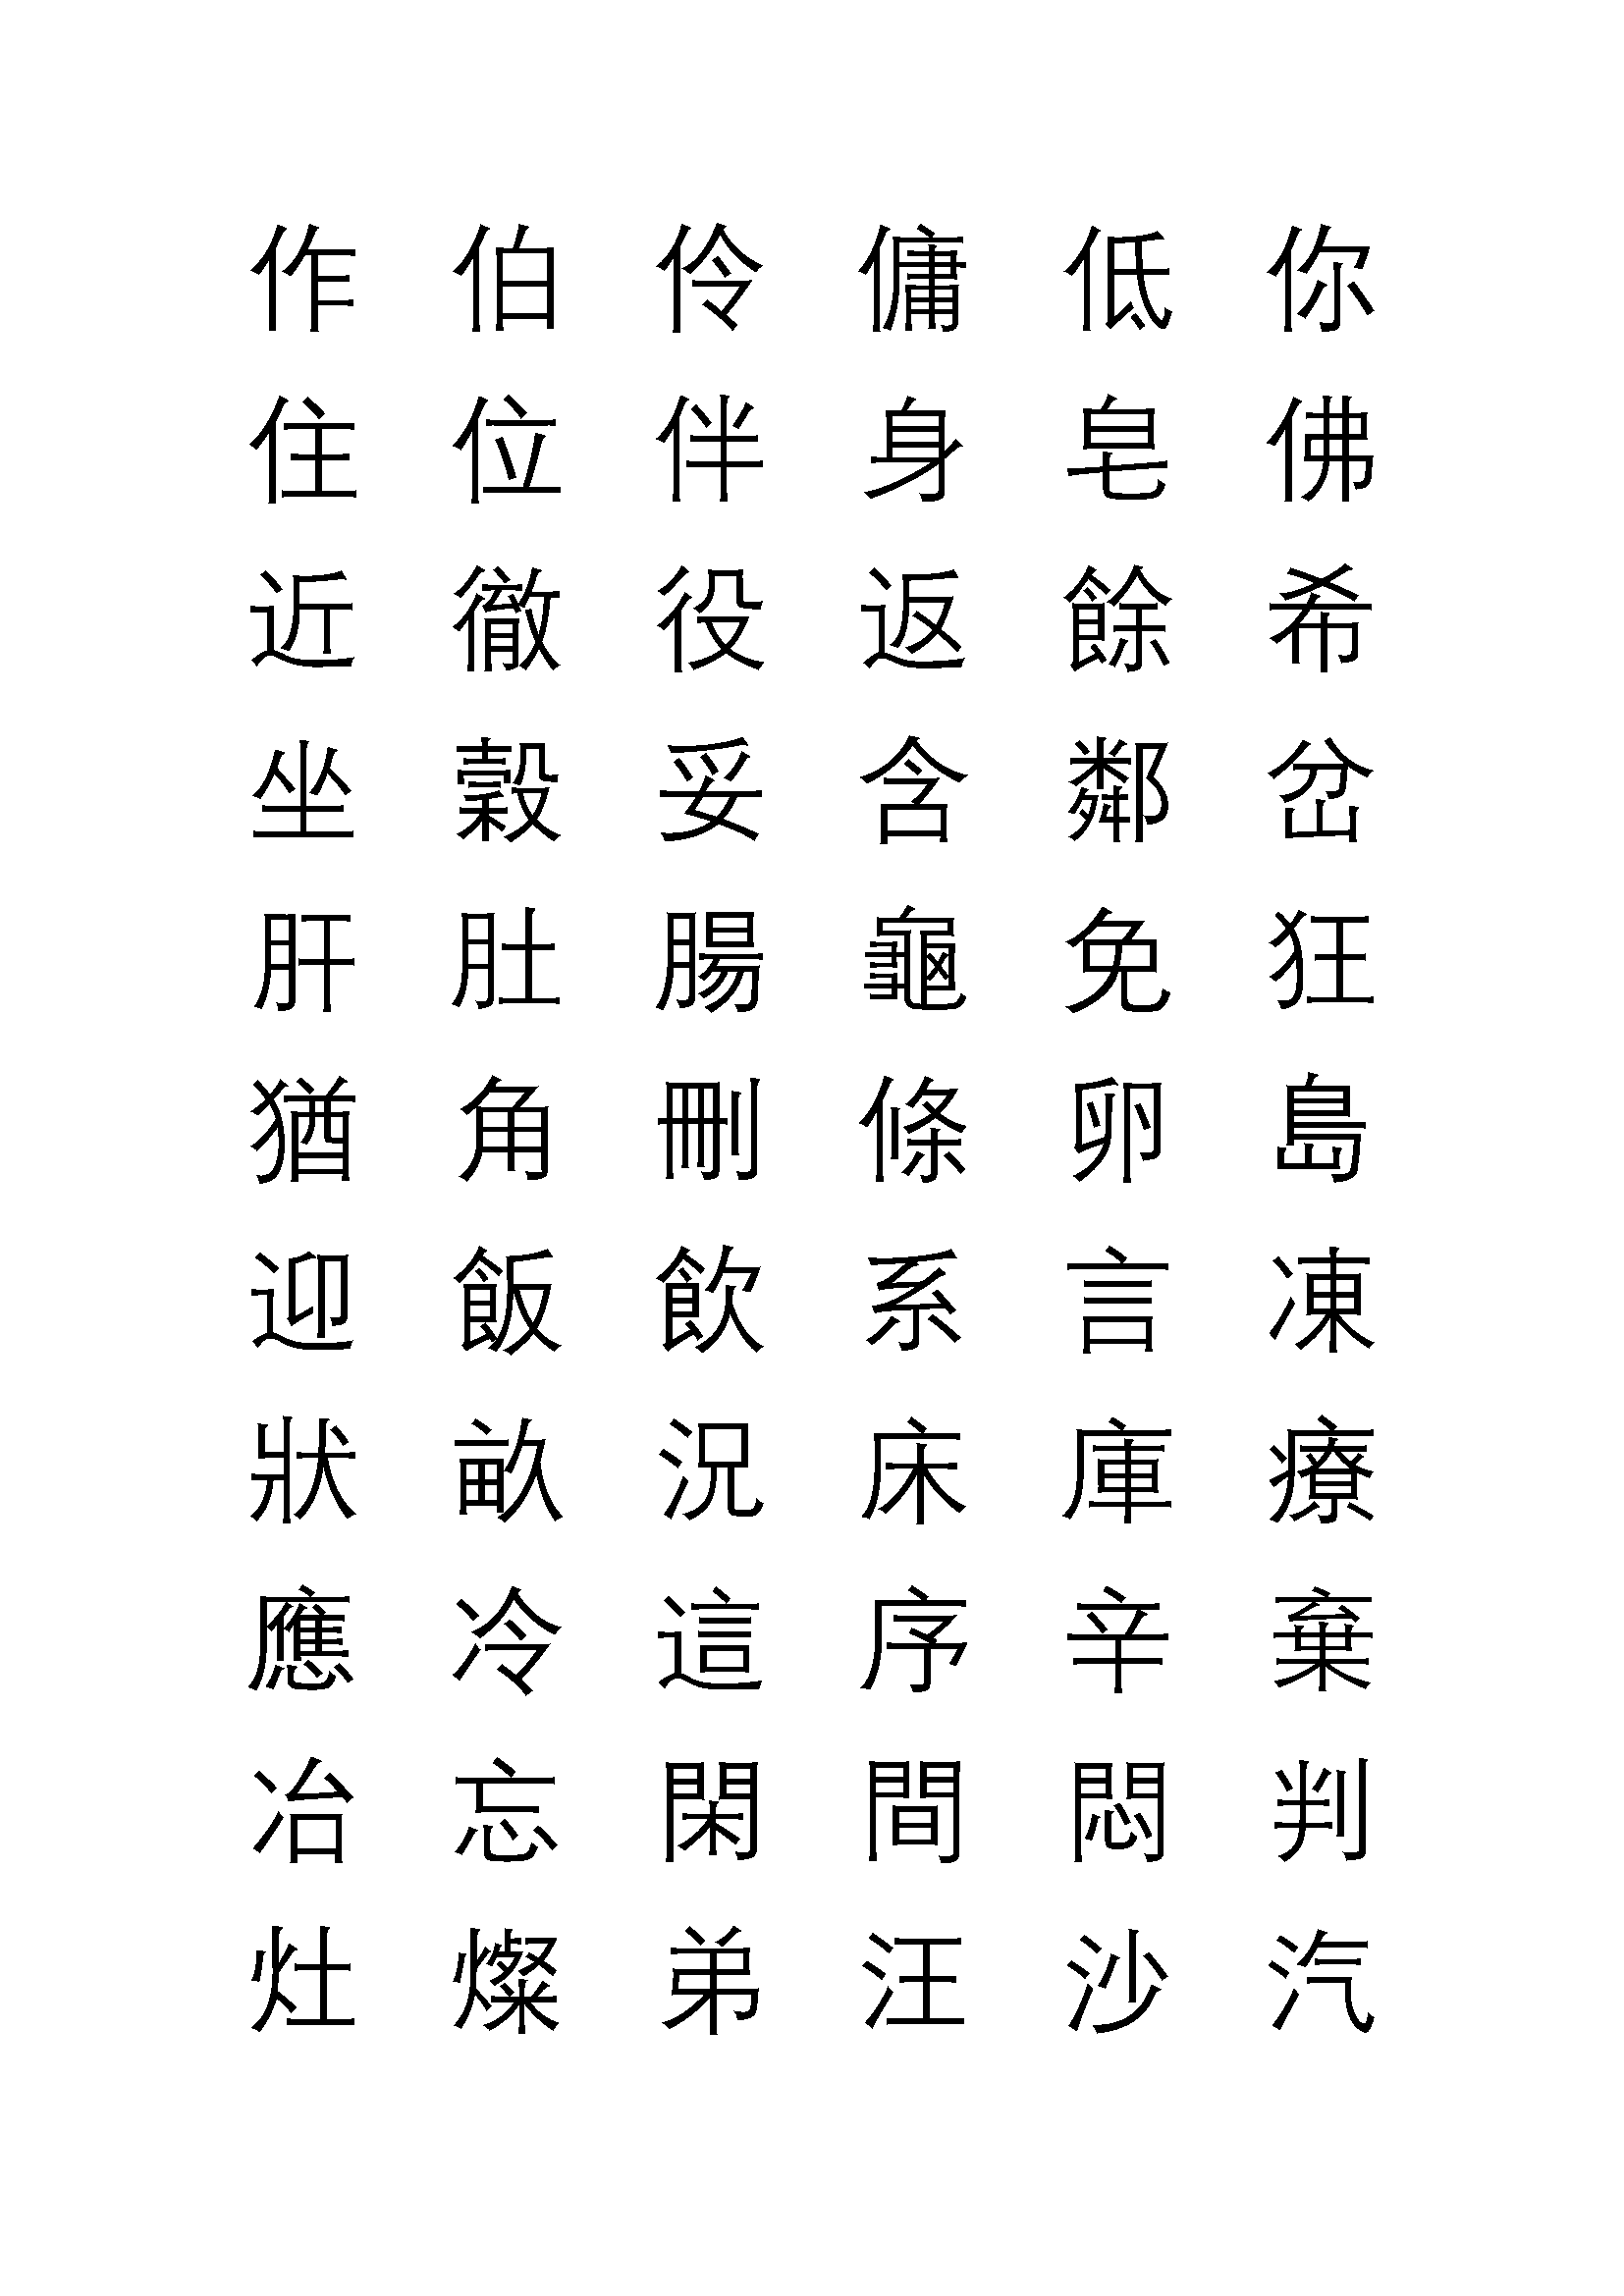 作 伯 伶 傭 低 你
住 位 伴 身 皂 佛
近 徹 役 返 餘 希
坐 穀 妥 含 鄰 岔
肝 肚 腸 龜 免 狂
猶 角 刪 條 卵 島
迎 飯 飲 系 言 凍
狀 畝 況 床 庫 療
應 冷 這 序 辛 棄
冶 忘 閑 間 悶 判
灶 燦 弟 汪 沙 汽